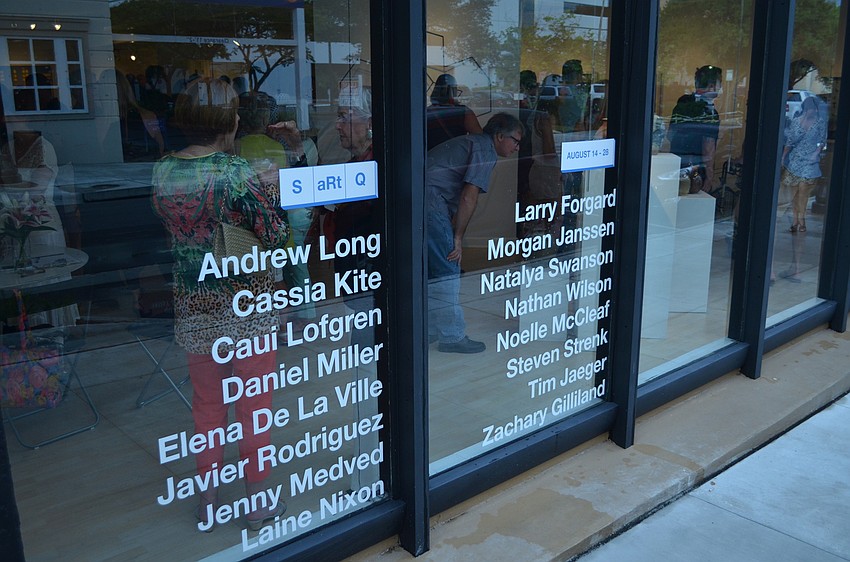 S aRt Q
Andrew Long
Cassia Kite
Caui Lofgren
Daniel Miller
Elena De La Ville
Javier Rodriguez
Jenny Medved
Laine Nixon
AUGUST 14 - 28
Larry Forgard
Morgan Janssen
Natalya Swanson
Nathan Wilson
Noelle McCleaf
Steven Strenk
Tim Jaeger
Zachary Gilliland